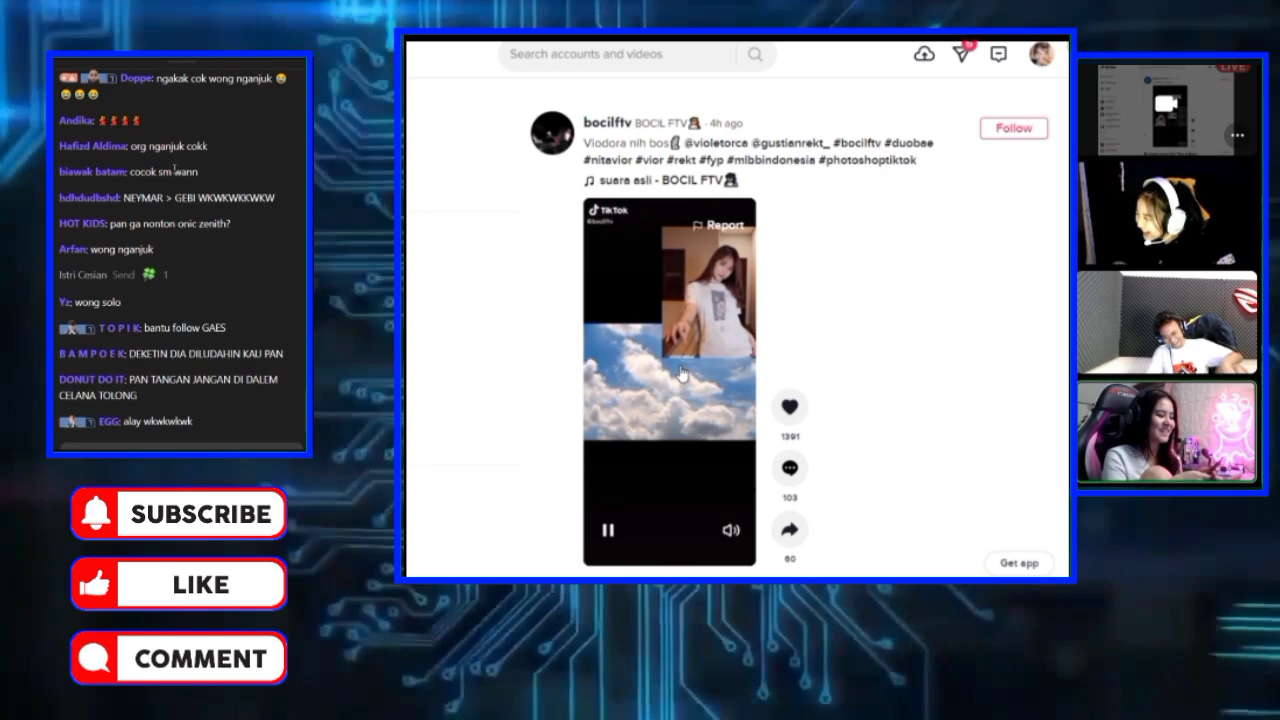 Doppe: ngakak cok wong nganjuk 😭
😭 😭 😭
Andika: 💃 💃 💃 💃
Hafizd Aldima: org nganjuk cokk
biawak batam: cocok sm wann
hdhdudbshd: NEYMAR > GEBI WKWKWKKWKW
HOT KIDS: pan ga nonton onic zenith?
Arfan: wong nganjuk
Istri Cesian Send 🍀 1
Yz: wong solo
T O P I K: bantu follow GAES
B A M P O E K: DEKETIN DIA DILUDAHIN KAU PAN
DONUT DO IT: PAN TANGAN JANGAN DI DALEM
CELANA TOLONG
EGG: alay wkwkwkwk
SUBSCRIBE
LIKE
COMMENT
Search accounts and videos
bocilftv BOCIL FTV · 4h ago
Follow
Viodora nih bos @violetorca @gustianrekt_ #bocilftv #duobae
#nitavior #vior #rekt #fyp #mlbbindonesia #photoshoptiktok
♫ suara asli - BOCIL FTV
TikTok
@bocilftv
Report
1391
103
60
Get app
LIVE